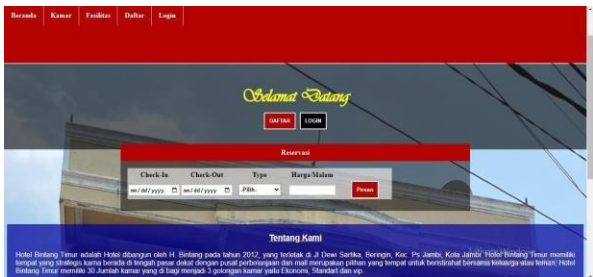 Beranda Kamar Fasilitas Daftar Login
Selamat Datang
DAFTAR LOGIN
Reservasi
Check-In Check-Out Type Harga/Malam
mm/dd/yyyy mm/dd/yyyy -Pilih- Pesan
Tentang Kami
Hotel Bintang Timur adalah Hotel dibangun oleh H. Bintang pada tahun 2012, yang terletak di Jl Dewi Sartika, Beringin, Kec. Ps Jambi, Kota Jambi. Hotel Bintang Timur memiliki
tempat yang strategis karna berada di tengah pasar dekat dengan pusat perbelanjaan dan mall merupakan pilihan yang tempat untuk beristirahat bersama keluarga atau teman, Hotel
Bintang Timur memiliki 30 Jumlah kamar yang di bagi menjadi 3 golongan kamar yaitu Ekonomi, Standart dan vip.
Activate Windows